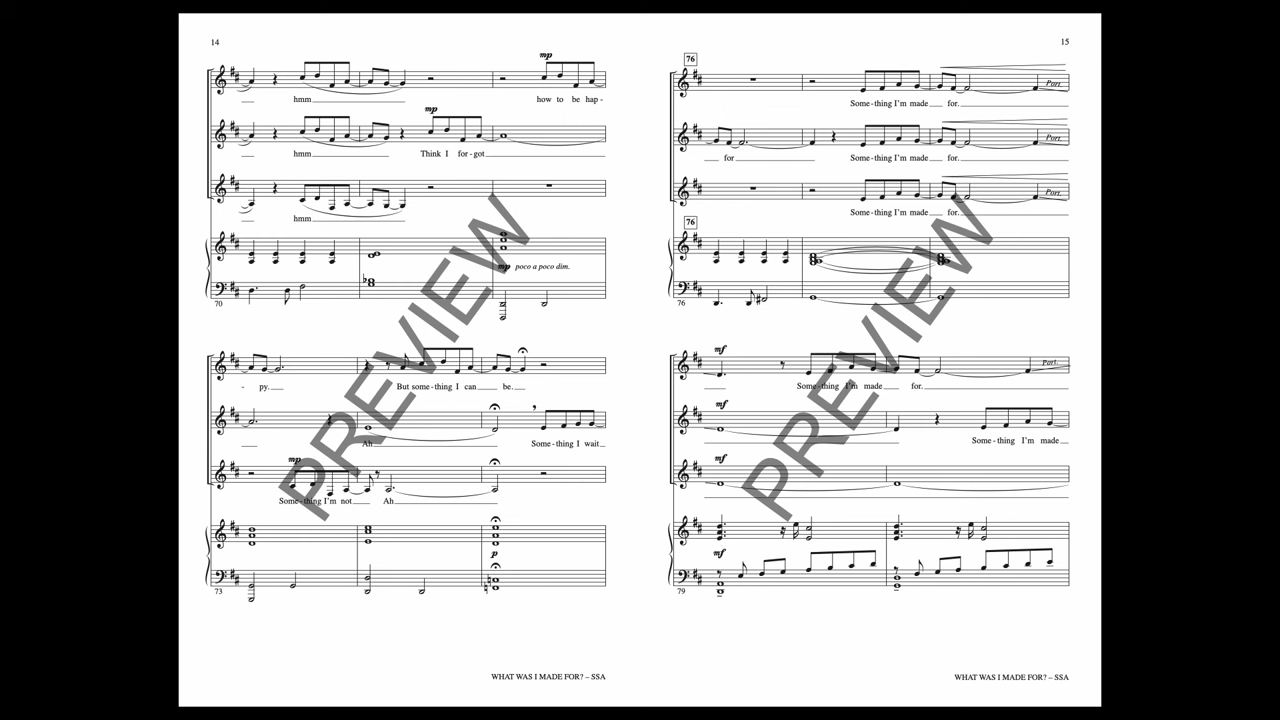 14
mp
hmm
how to be hap -
mp
hmm
Think I for - got
hmm
mp poco a poco dim.
70
- py.
But some - thing I can be.
Ah
Some - thing I wait
mp
Some - thing I'm not Ah
p
73
WHAT WAS I MADE FOR? – SSA
15
76
Port.
Some - thing I'm made for.
Port.
for Some - thing I'm made for.
Port.
Some - thing I'm made for.
76
76
mf
Port.
Some - thing I'm made for.
mf
Some - thing I'm made
mf
mf
79
WHAT WAS I MADE FOR? – SSA
PREVIEW
PREVIEW